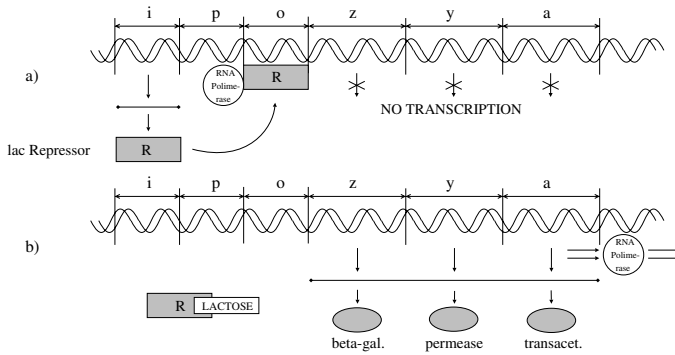 i p o z y a
a)
RNA
Polime-
rase
R
NO TRANSCRIPTION
lac Repressor
R
i p o z y a
b)
RNA
Polime-
rase
R
LACTOSE
beta-gal. permease transacet.